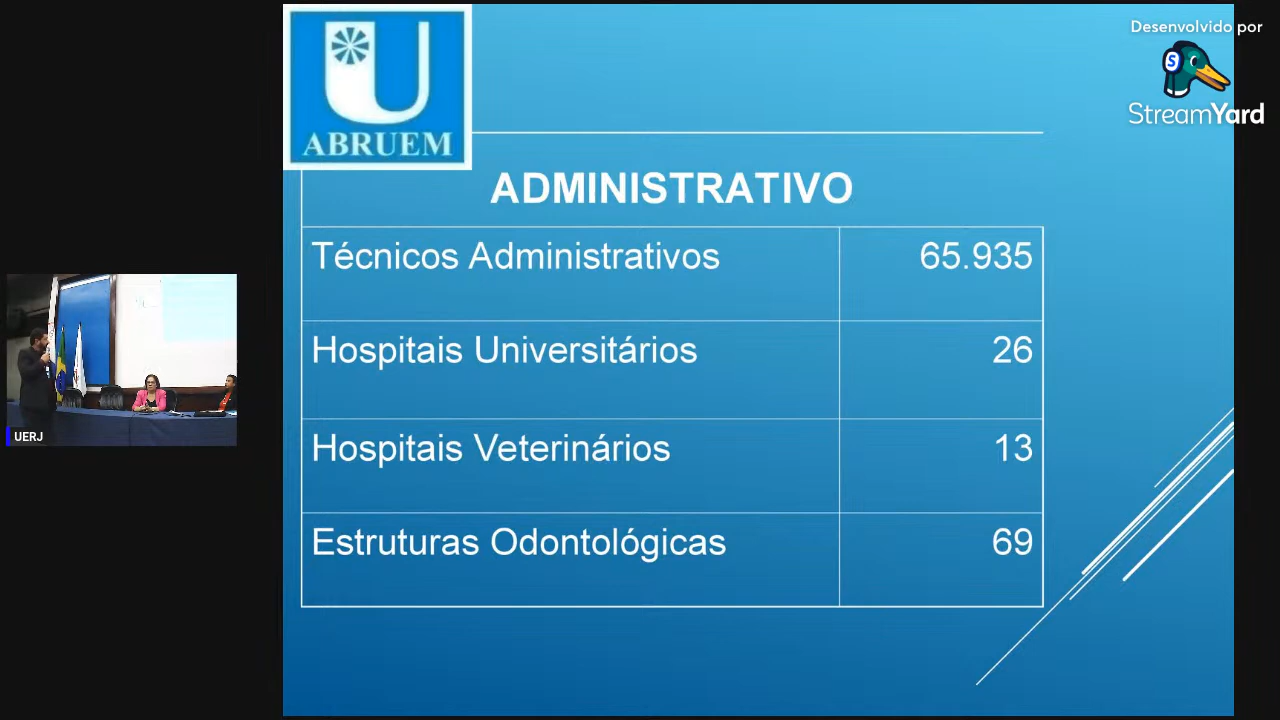 ABRUEM
Desenvolvido por
StreamYard
ADMINISTRATIVO
Técnicos Administrativos 65.935
Hospitais Universitários 26
Hospitais Veterinários 13
Estruturas Odontológicas 69
UERJ